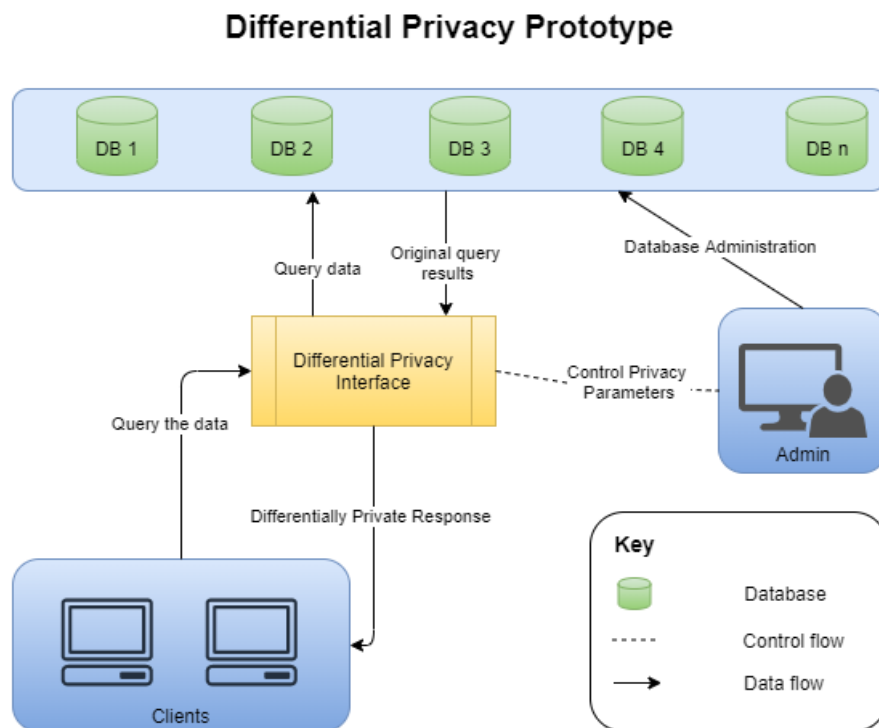 Differential Privacy Prototype
DB 1
DB 2
DB 3
DB 4
DB n
Query data
Original query
results
Database Administration
Differential Privacy
Interface
Control Privacy
Parameters
Query the data
Admin
Differentially Private Response
Key
Database
Control flow
Data flow
Clients